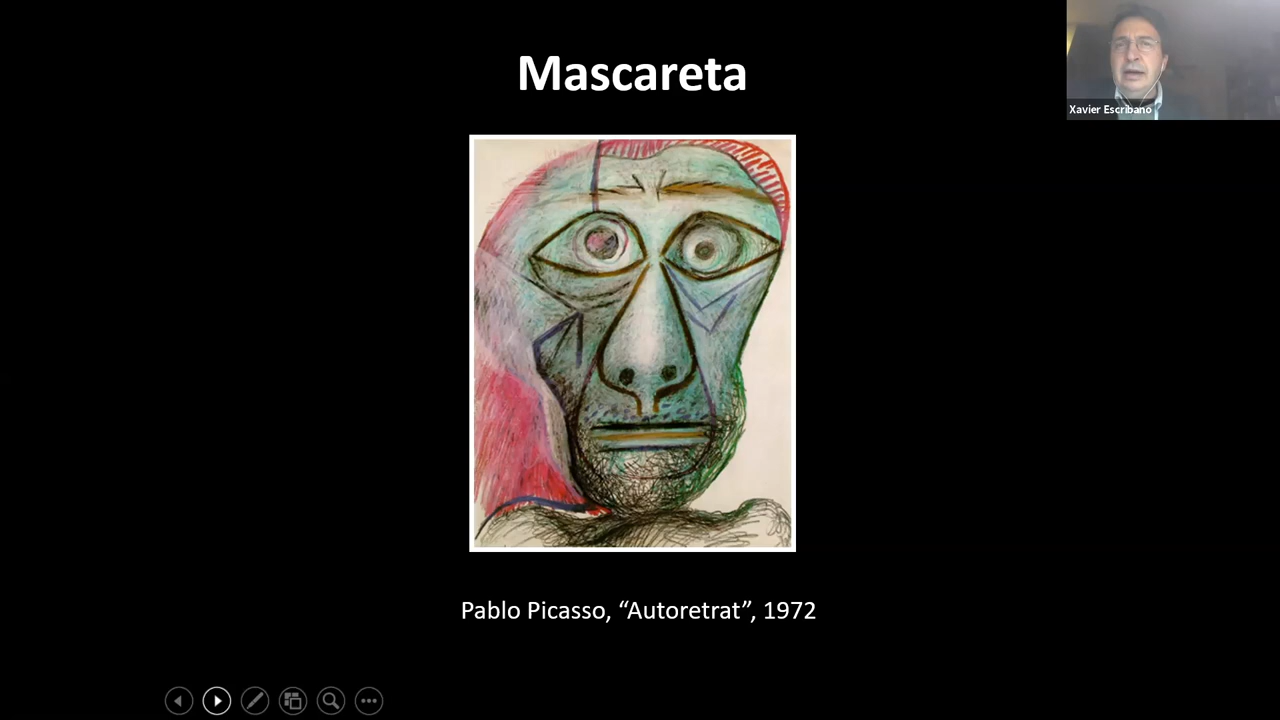 Mascareta
Xavier Escribano
Pablo Picasso, “Autoretrat”, 1972